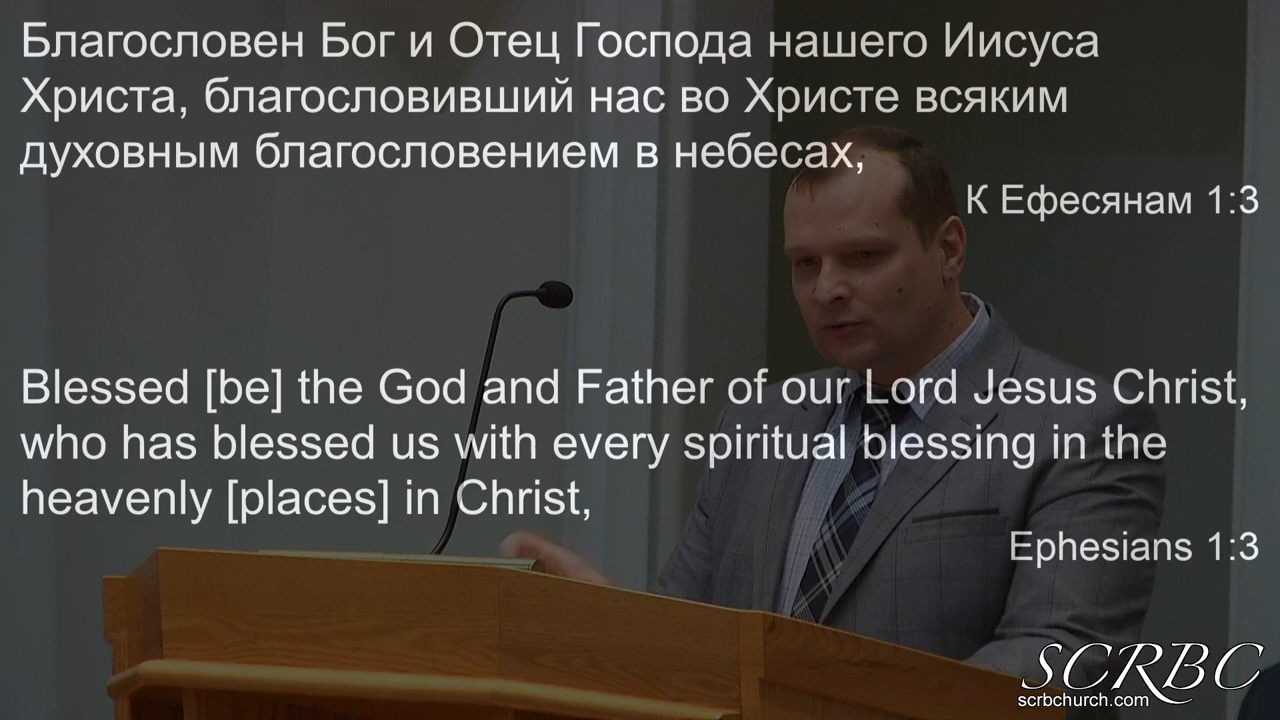 Благословен Бог и Отец Господа нашего Иисуса
Христа, благословивший нас во Христе всяким
духовным благословением в небесах,
К Ефесянам 1:3
Blessed [be] the God and Father of our Lord Jesus Christ,
who has blessed us with every spiritual blessing in the
heavenly [places] in Christ,
Ephesians 1:3
SCRBC
scrbchurch.com